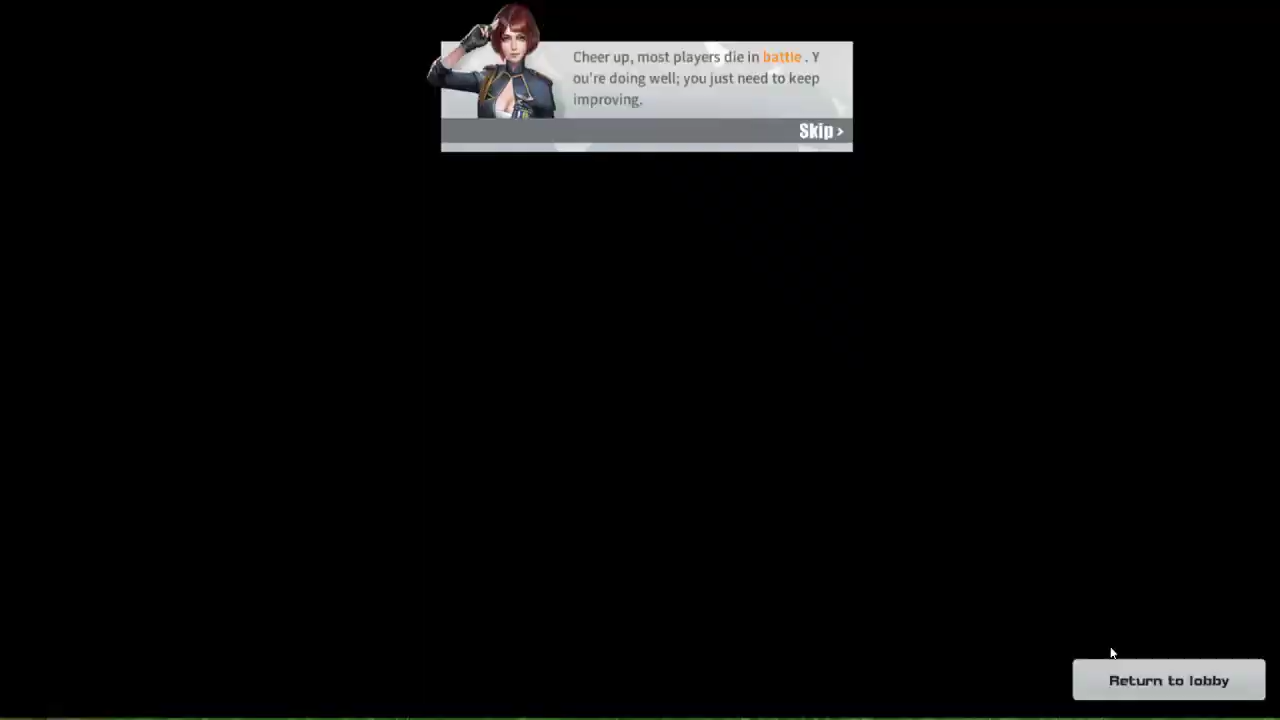 Cheer up, most players die in battle . Y
ou're doing well; you just need to keep
improving.
Skip >
Return to lobby